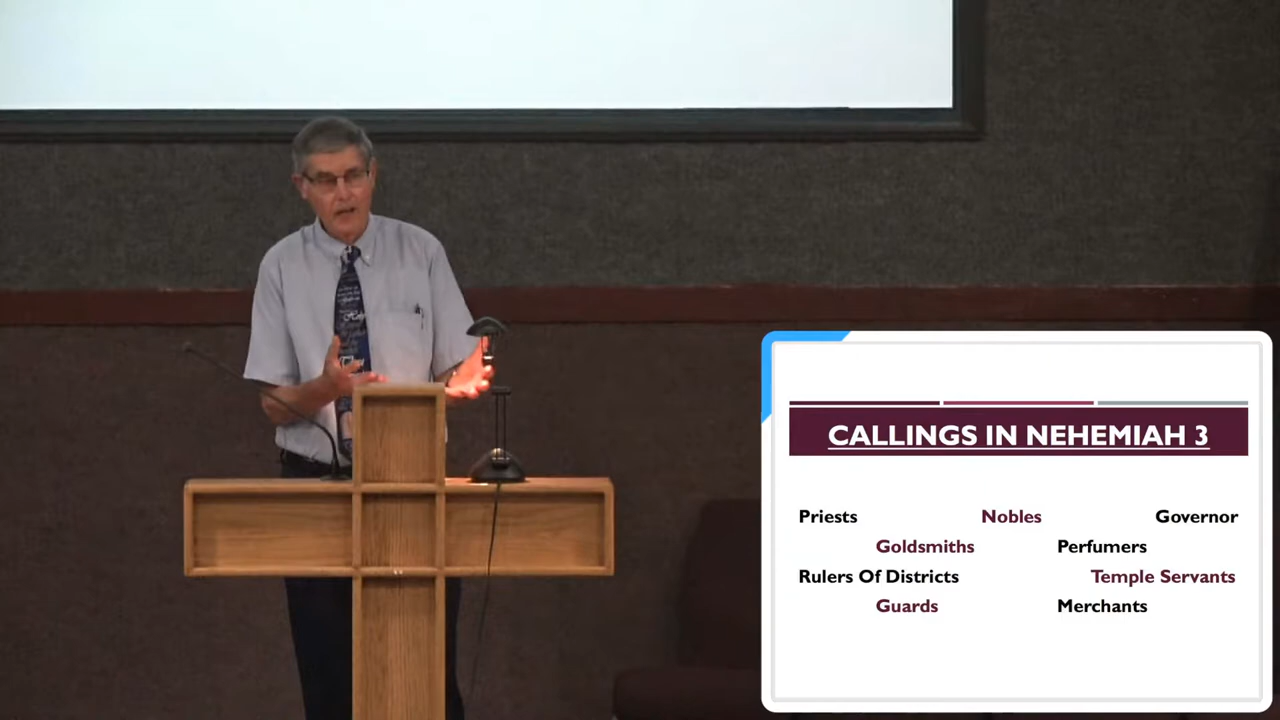 CALLINGS IN NEHEMIAH 3
Priests Nobles Governor
Goldsmiths Perfumers
Rulers Of Districts Temple Servants
Guards Merchants